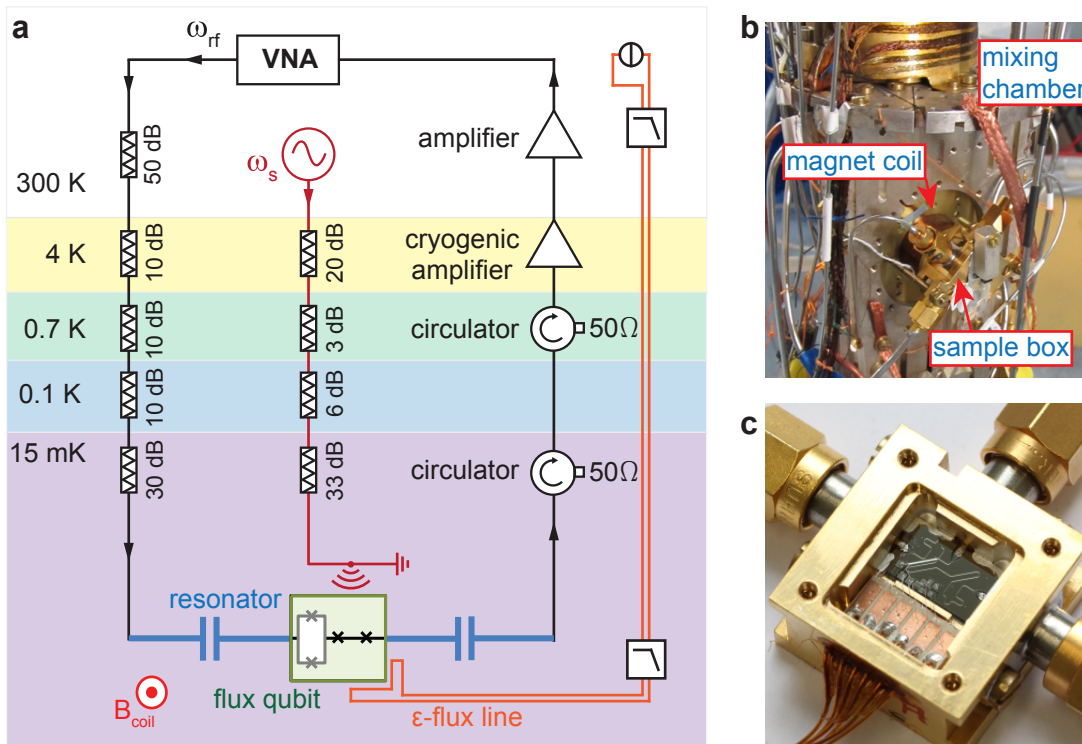 a
ω_rf
VNA
50 dB
300 K
ω_s
amplifier
4 K
10 dB
20 dB
cryogenic
amplifier
0.7 K
10 dB
3 dB
circulator
50Ω
0.1 K
10 dB
6 dB
15 mK
30 dB
33 dB
circulator
50Ω
resonator
flux qubit
B_coil
ε-flux line
b
mixing
chamber
magnet coil
sample box
c